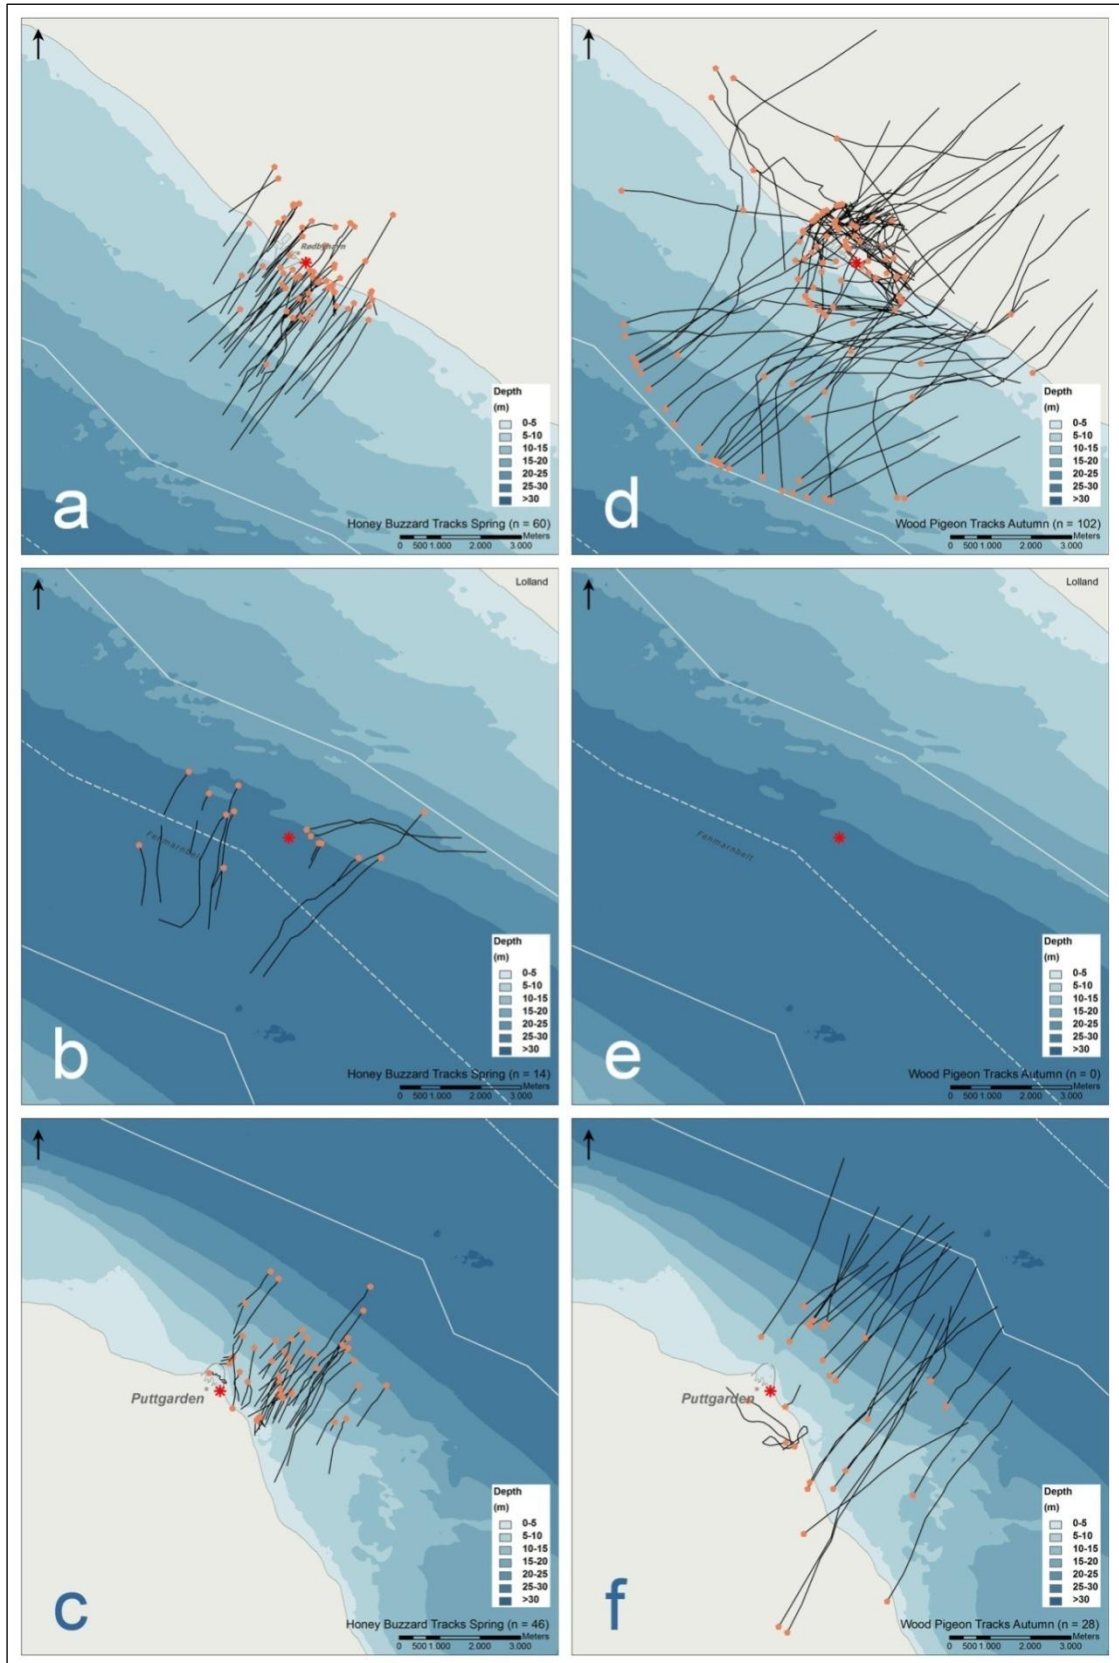 Rødbyhavn
Depth
(m)
0-5
5-10
10-15
15-20
20-25
25-30
>30
a
Honey Buzzard Tracks Spring (n = 60)
Meters
0 500 1.000 2.000 3.000
Depth
(m)
0-5
5-10
10-15
15-20
20-25
25-30
>30
d
Wood Pigeon Tracks Autumn (n = 102)
Meters
0 500 1.000 2.000 3.000
Lolland
Fehmarnbelt
Depth
(m)
0-5
5-10
10-15
15-20
20-25
25-30
>30
b
Honey Buzzard Tracks Spring (n = 14)
Meters
0 500 1.000 2.000 3.000
Lolland
Fehmarnbelt
Depth
(m)
0-5
5-10
10-15
15-20
20-25
25-30
>30
e
Wood Pigeon Tracks Autumn (n = 0)
Meters
0 500 1.000 2.000 3.000
Puttgarden
Depth
(m)
0-5
5-10
10-15
15-20
20-25
25-30
>30
c
Honey Buzzard Tracks Spring (n = 46)
Meters
0 500 1.000 2.000 3.000
Puttgarden
Depth
(m)
0-5
5-10
10-15
15-20
20-25
25-30
>30
f
Wood Pigeon Tracks Autumn (n = 28)
Meters
0 500 1.000 2.000 3.000